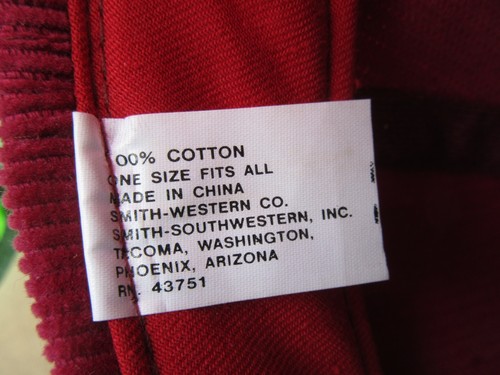 00% COTTON
ONE SIZE FITS ALL
MADE IN CHINA
SMITH-WESTERN CO.
SMITH-SOUTHWESTERN, INC.
TACOMA, WASHINGTON,
PHOENIX, ARIZONA
RN. 43751